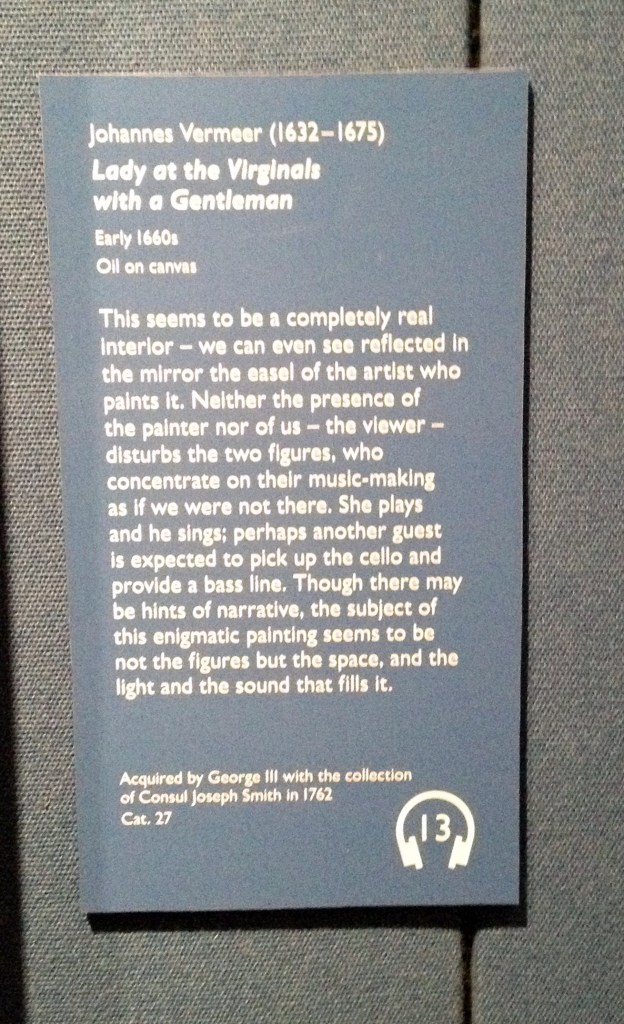 Johannes Vermeer (1632–1675)
Lady at the Virginals
with a Gentleman
Early 1660s
Oil on canvas
This seems to be a completely real
interior – we can even see reflected in
the mirror the easel of the artist who
paints it. Neither the presence of
the painter nor of us – the viewer –
disturbs the two figures, who
concentrate on their music-making
as if we were not there. She plays
and he sings; perhaps another guest
is expected to pick up the cello and
provide a bass line. Though there may
be hints of narrative, the subject of
this enigmatic painting seems to be
not the figures but the space, and the
light and the sound that fills it.
Acquired by George III with the collection
of Consul Joseph Smith in 1762
Cat. 27
13